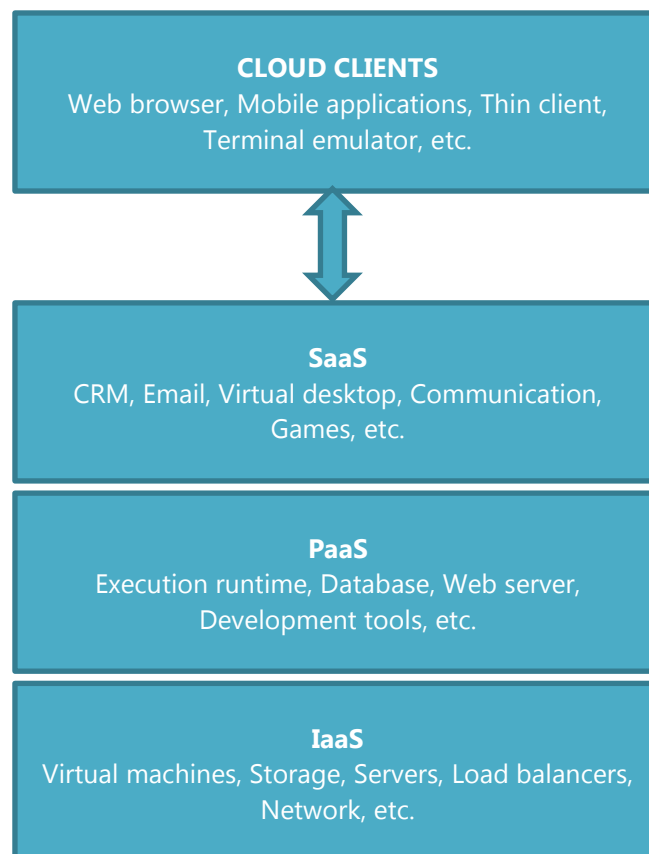 CLOUD CLIENTS
Web browser, Mobile applications, Thin client,
Terminal emulator, etc.
SaaS
CRM, Email, Virtual desktop, Communication,
Games, etc.
PaaS
Execution runtime, Database, Web server,
Development tools, etc.
IaaS
Virtual machines, Storage, Servers, Load balancers,
Network, etc.